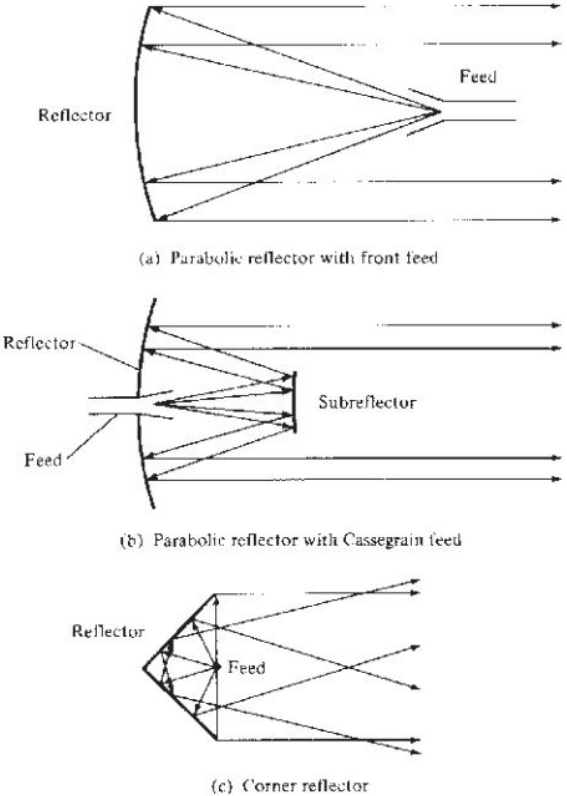 Feed
Reflector
(a) Parabolic reflector with front feed
Reflector
Subreflector
Feed
(b) Parabolic reflector with Cassegrain feed
Reflector
Feed
(c) Corner reflector